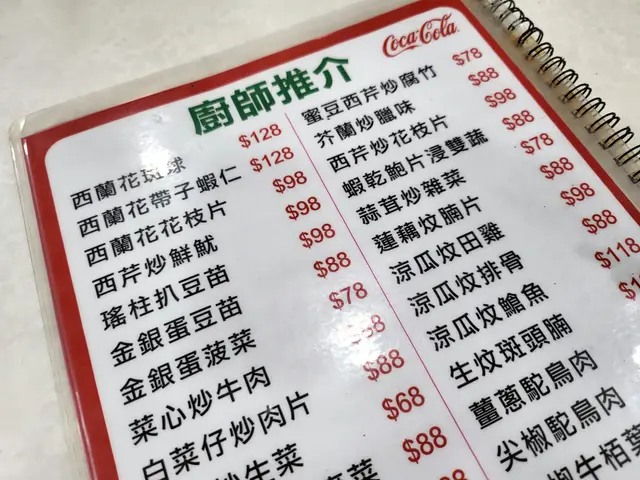 Coca-Cola
廚師推介
西蘭花斑球 $128
西蘭花帶子蝦仁 $128
西蘭花花枝片 $98
西芹炒鮮魷 $98
瑤柱扒豆苗 $98
金銀蛋豆苗 $88
金銀蛋菠菜 $78
菜心炒牛肉
白菜仔炒肉片 $88
炒生菜 $68
$88
蜜豆西芹炒腐竹 $78
芥蘭炒臘味 $88
西芹炒花枝片 $98
蝦乾鮑片浸雙蔬 $88
蒜茸炒雜菜 $78
蓮藕炆腩片 $88
涼瓜炆田雞 $98
涼瓜炆排骨 $88
涼瓜炆鱠魚 $118
生炆斑頭腩
薑蔥駝鳥肉
尖椒駝鳥肉
椒炒牛栢